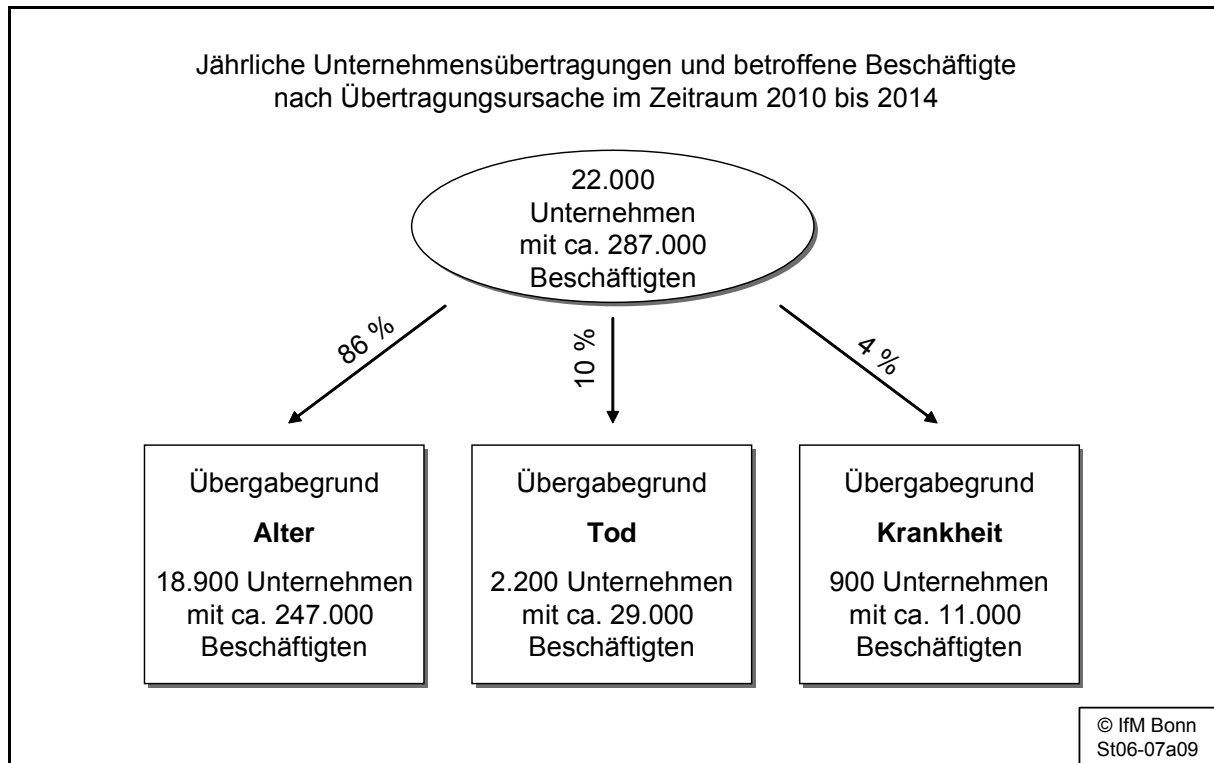 Jährliche Unternehmensübertragungen und betroffene Beschäftigte
nach Übertragungsursache im Zeitraum 2010 bis 2014
22.000
Unternehmen
mit ca. 287.000
Beschäftigten
86 %
10 %
4 %
Übergabegrund
Alter
18.900 Unternehmen
mit ca. 247.000
Beschäftigten
Übergabegrund
Tod
2.200 Unternehmen
mit ca. 29.000
Beschäftigten
Übergabegrund
Krankheit
900 Unternehmen
mit ca. 11.000
Beschäftigten
© IfM Bonn
St06-07a09